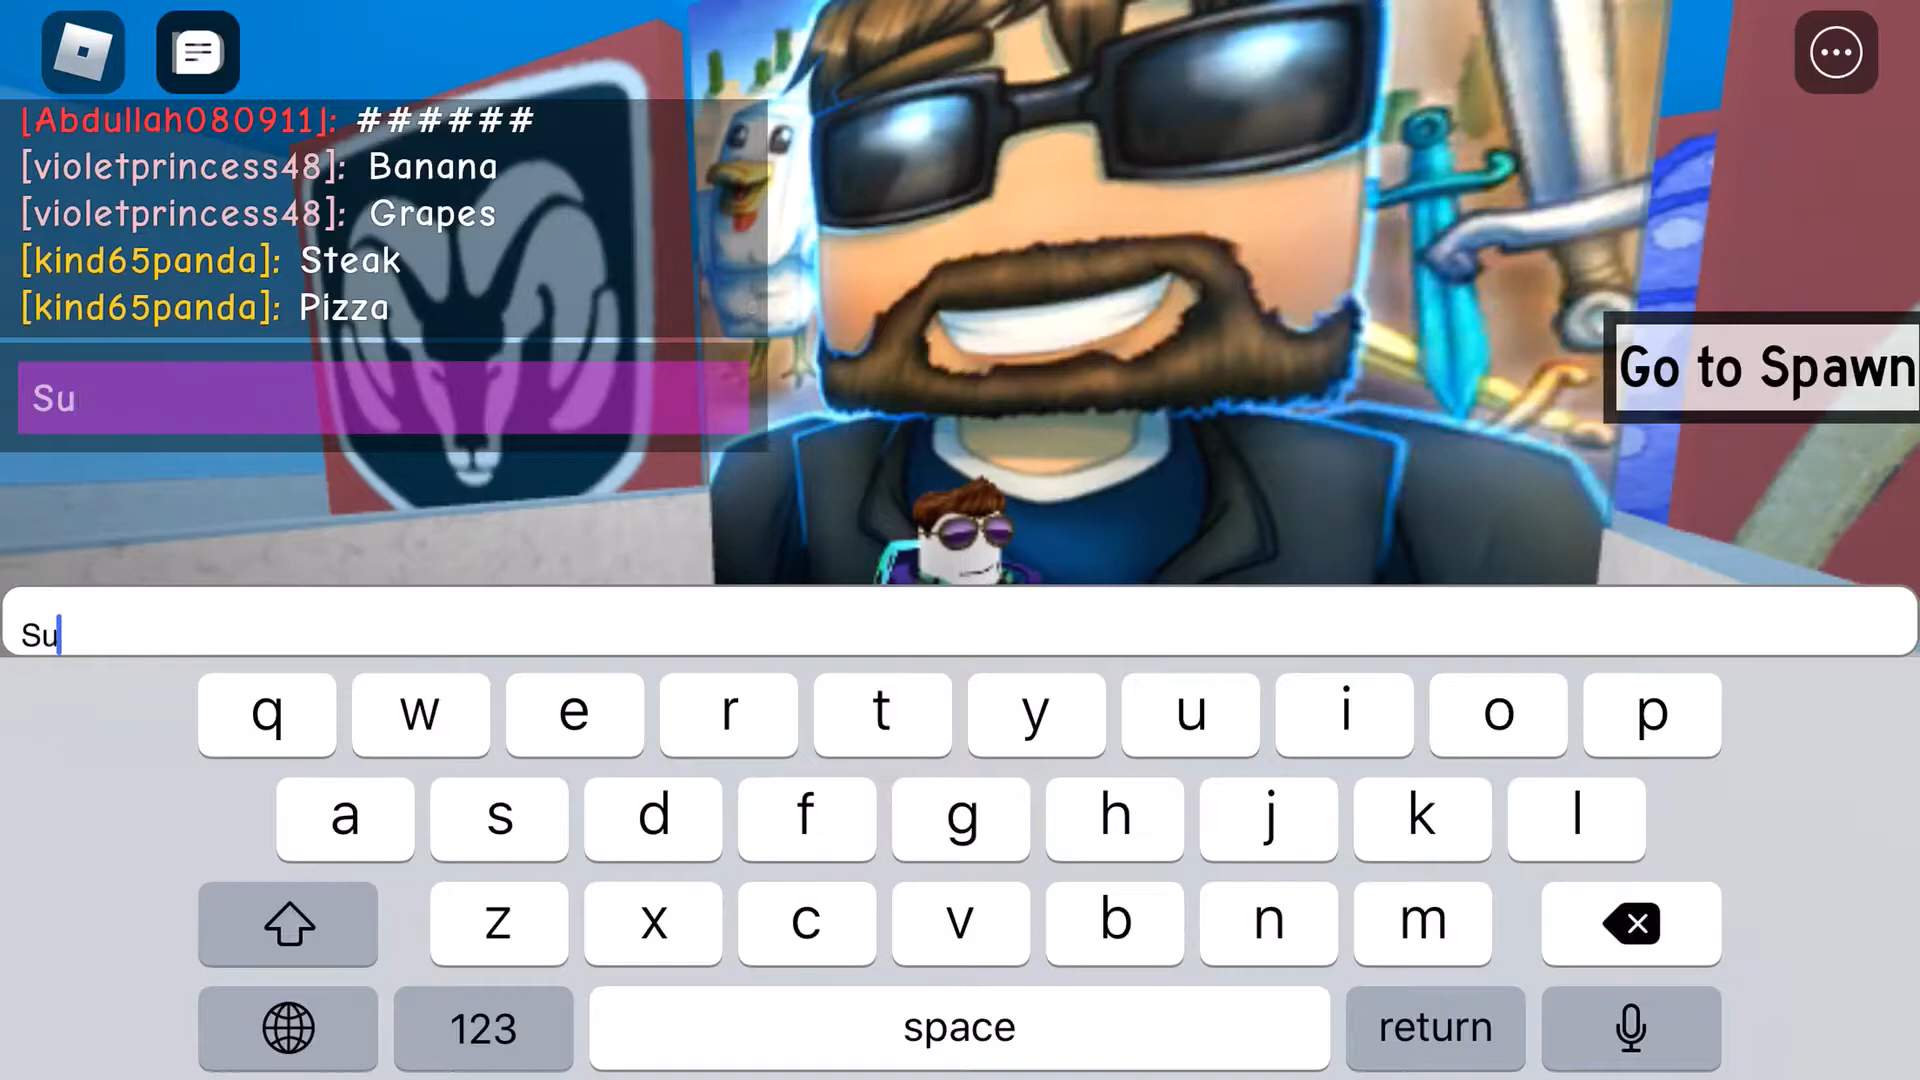 [Abdullah080911]: ######
[violetprincess48]: Banana
[violetprincess48]: Grapes
[kind65panda]: Steak
[kind65panda]: Pizza
Su
Go to Spawn
Su
q w e r t y u i o p
a s d f g h j k l
z x c v b n m
123 space return